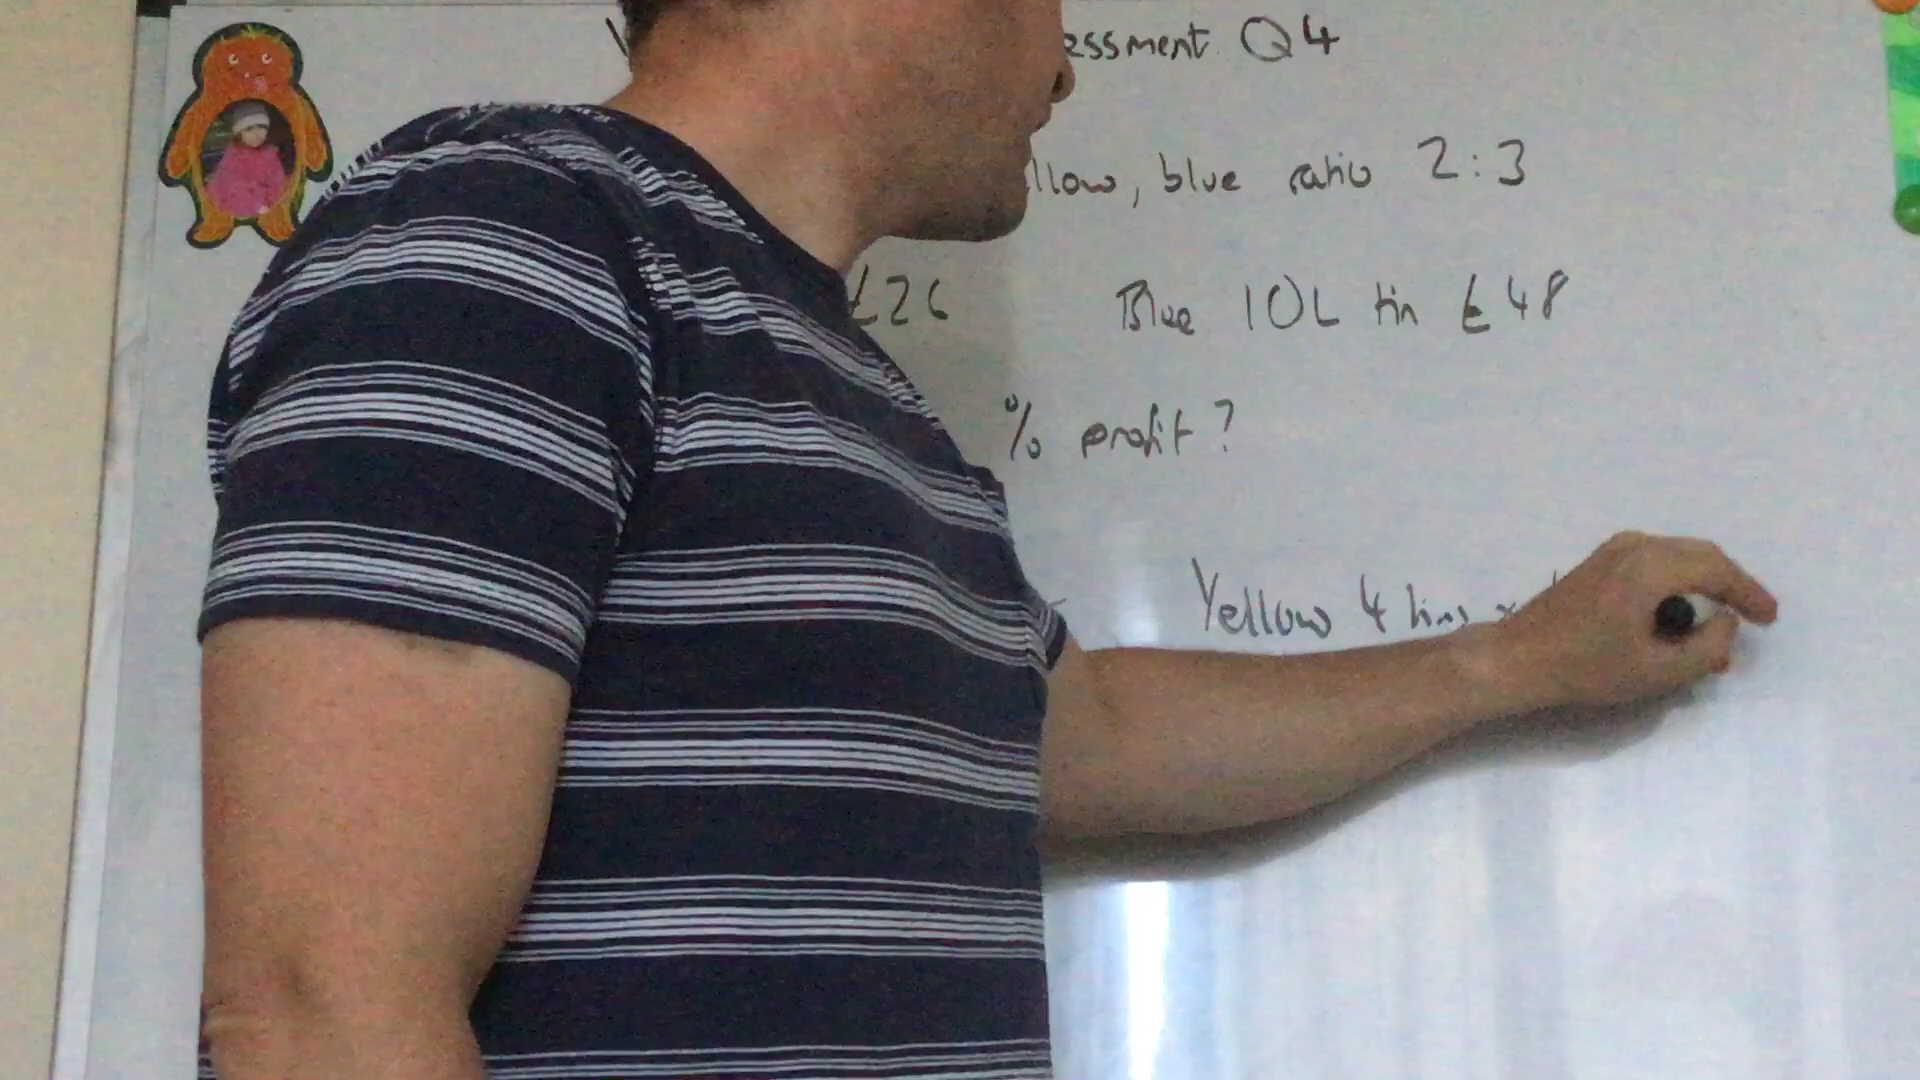 essment Q4
llow, blue ratio 2:3
£26 Blue 10L tin £48
% profit?
Yellow 4 tins